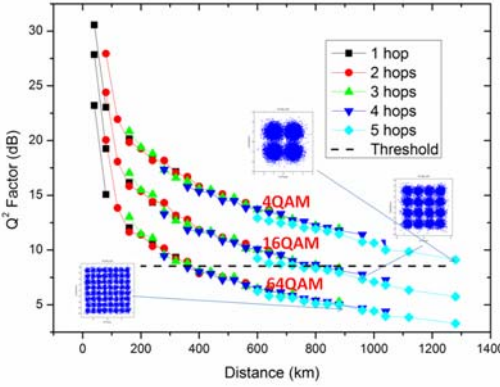 30
25
20
15
10
5
Q² Factor (dB)
1 hop
2 hops
3 hops
4 hops
5 hops
Threshold
4QAM
16QAM
64QAM
0 200 400 600 800 1000 1200 1400
Distance (km)